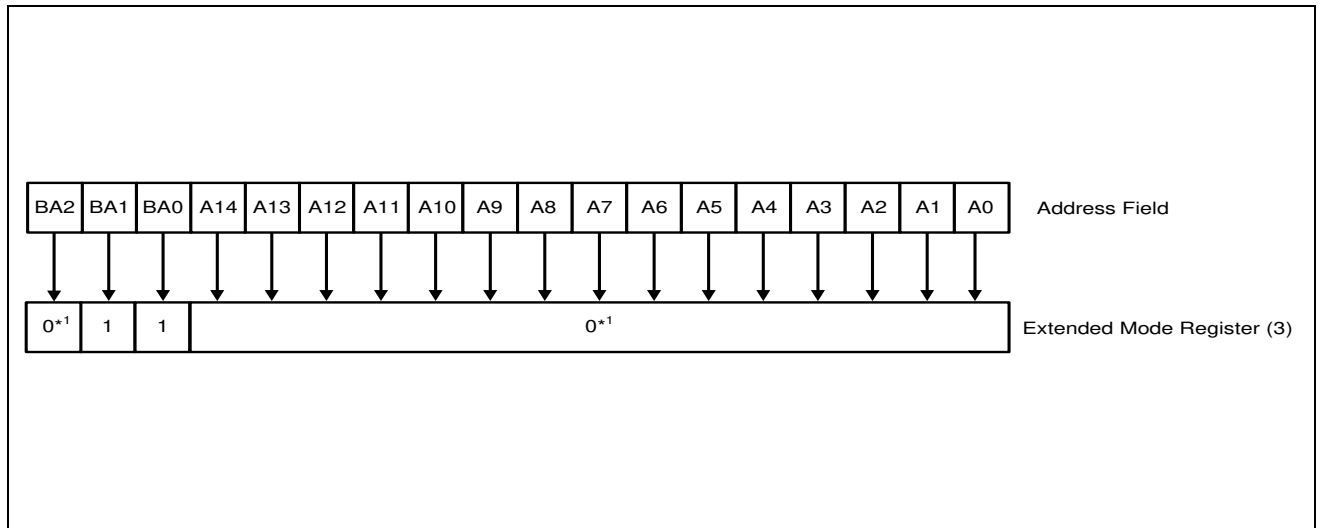 BA2 BA1 BA0 A14 A13 A12 A11 A10 A9 A8 A7 A6 A5 A4 A3 A2 A1 A0 Address Field
0*1 1 1 0*1 Extended Mode Register (3)